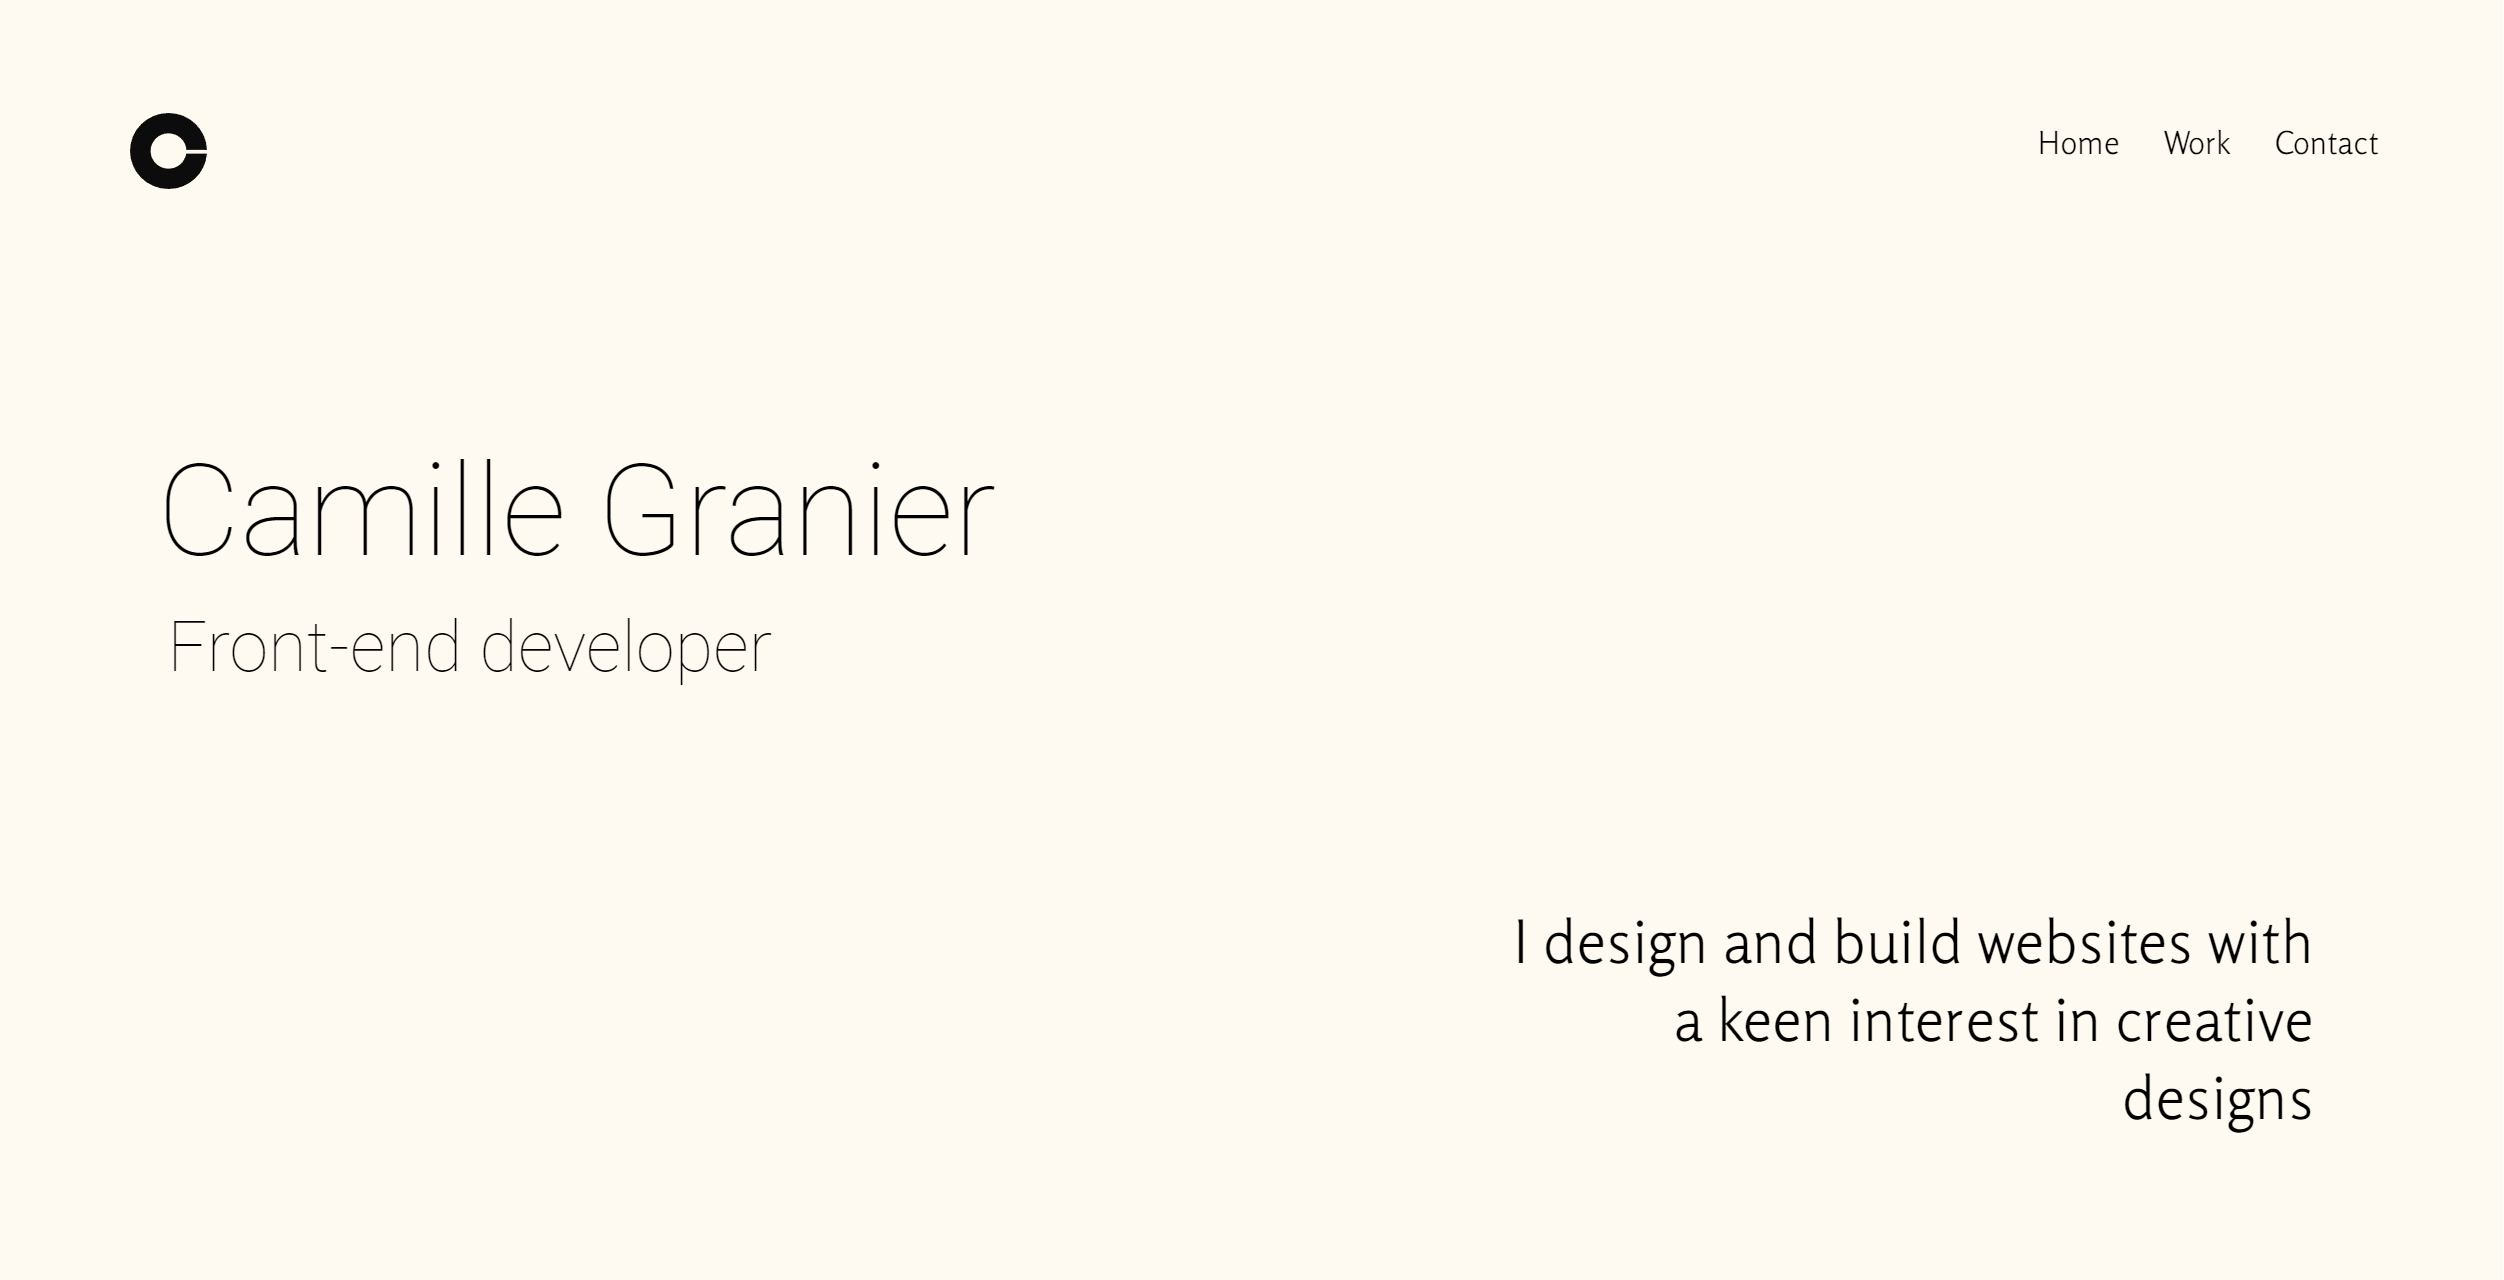 Home Work Contact
Camille Granier
Front-end developer
I design and build websites with
a keen interest in creative
designs